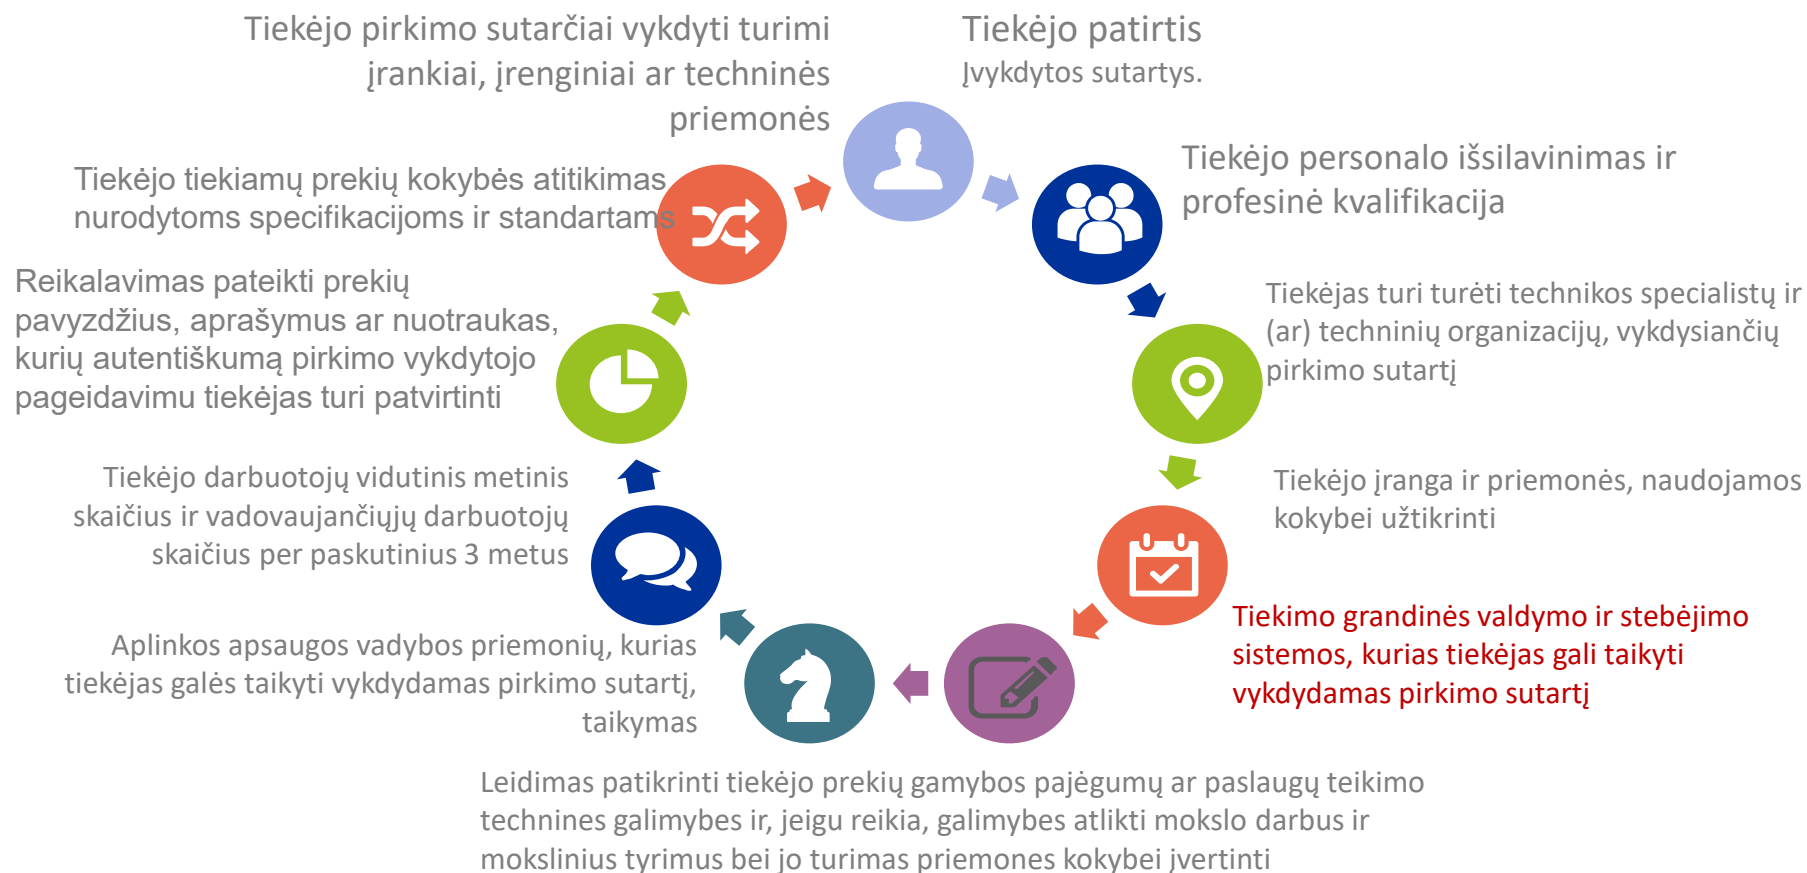 Tiekėjo pirkimo sutarčiai vykdyti turimi
įrankiai, įrenginiai ar techninės
priemonės
Tiekėjo patirtis
Įvykdytos sutartys.
Tiekėjo personalo išsilavinimas ir
profesinė kvalifikacija
Tiekėjas turi turėti technikos specialistų ir
(ar) techninių organizacijų, vykdysiančių
pirkimo sutartį
Tiekėjo įranga ir priemonės, naudojamos
kokybei užtikrinti
Tiekimo grandinės valdymo ir stebėjimo
sistemos, kurias tiekėjas gali taikyti
vykdydamas pirkimo sutartį
Leidimas patikrinti tiekėjo prekių gamybos pajėgumų ar paslaugų teikimo
technines galimybes ir, jeigu reikia, galimybes atlikti mokslo darbus ir
mokslinius tyrimus bei jo turimas priemones kokybei įvertinti
Aplinkos apsaugos vadybos priemonių, kurias
tiekėjas galės taikyti vykdydamas pirkimo sutartį,
taikymas
Tiekėjo darbuotojų vidutinis metinis
skaičius ir vadovaujančiųjų darbuotojų
skaičius per paskutinius 3 metus
Reikalavimas pateikti prekių
pavyzdžius, aprašymus ar nuotraukas,
kurių autentiškumą pirkimo vykdytojo
pageidavimu tiekėjas turi patvirtinti
Tiekėjo tiekiamų prekių kokybės atitikimas
nurodytoms specifikacijoms ir standartams